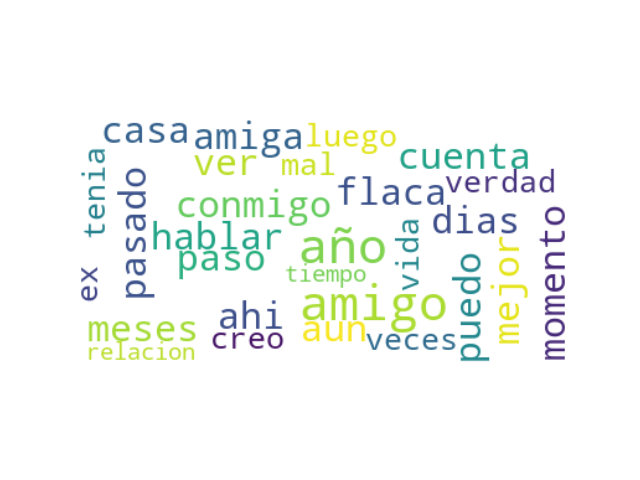 casa
amiga
luego
ver
mal
cuenta
tenia
pasado
flaca
verdad
conmigo
dias
hablar
año
vida
momento
paso
tiempo
mejor
ex
puedo
amigo
ahi
meses
aun
creo
veces
relacion